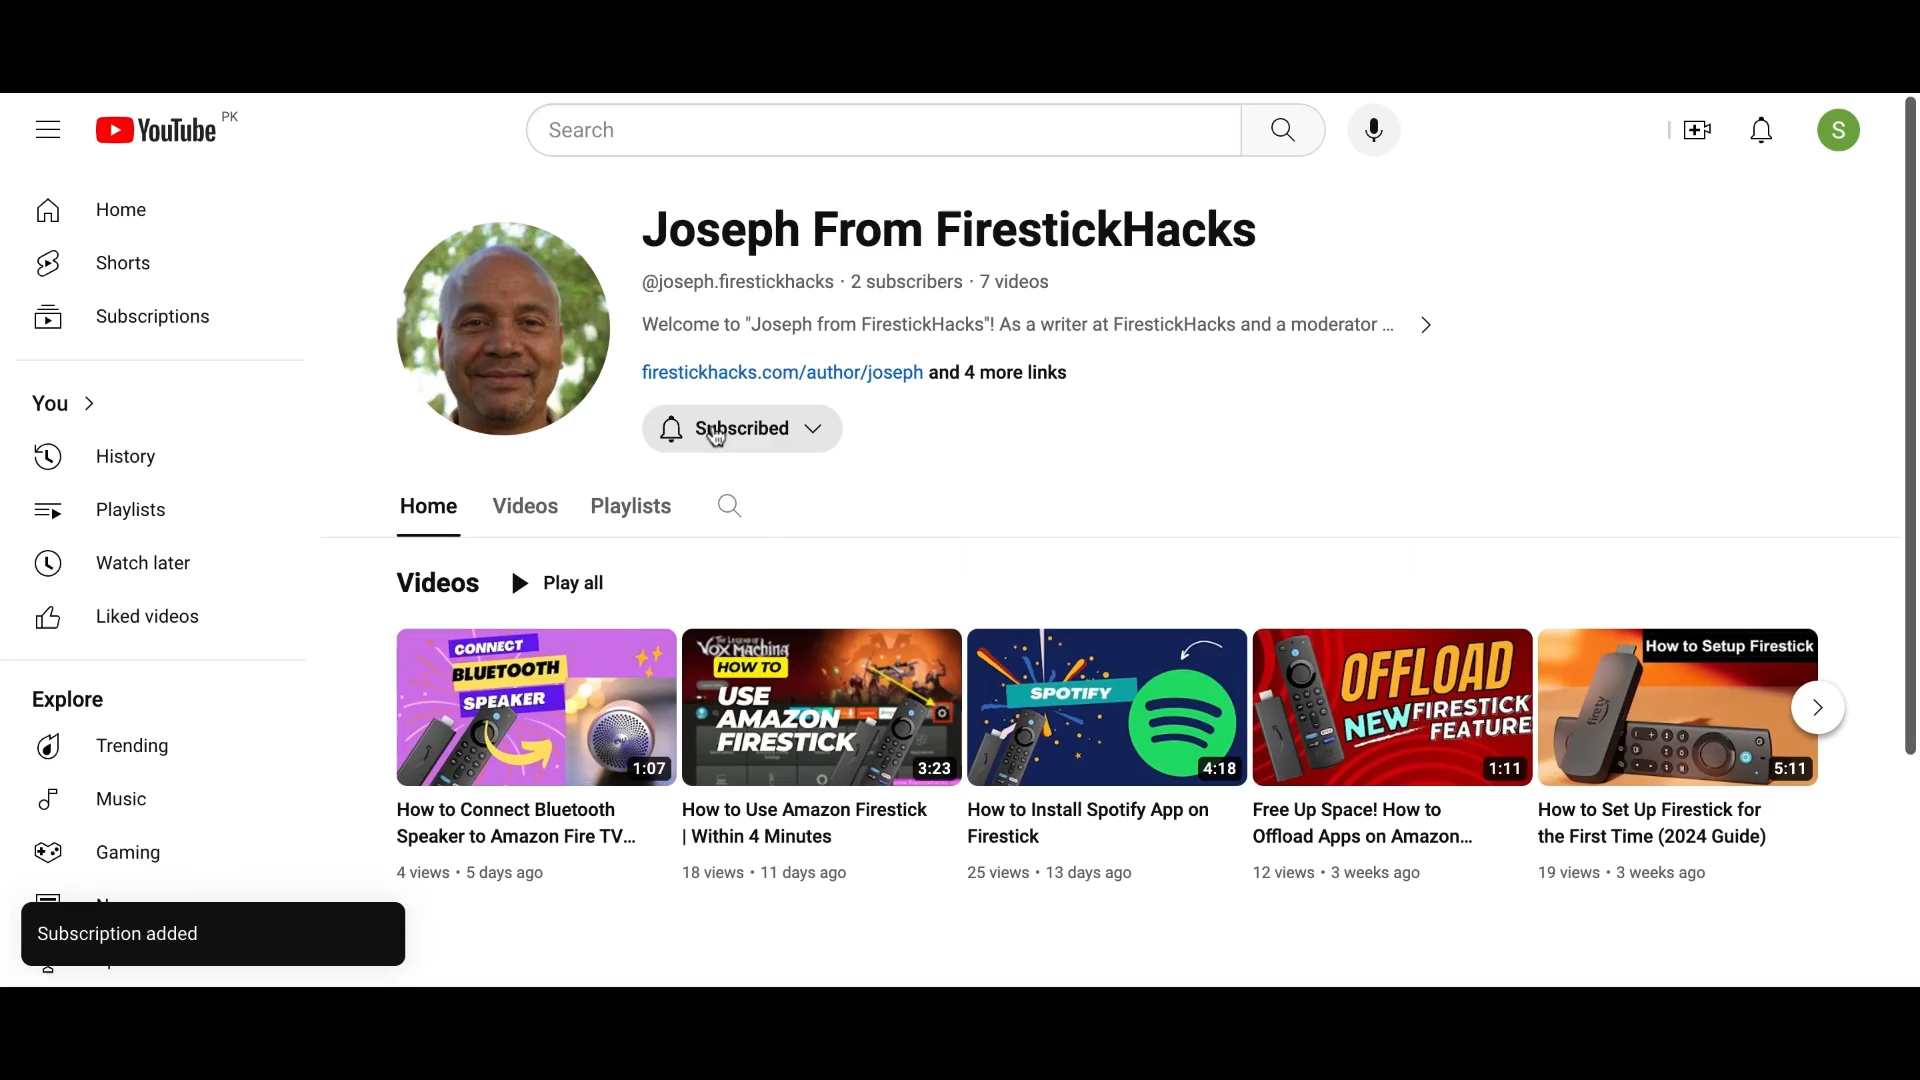 YouTube PK
Search
S
Home
Shorts
Subscriptions
You
History
Playlists
Watch later
Liked videos
Explore
Trending
Music
Gaming
Subscription added
Joseph From FirestickHacks
@joseph.firestickhacks · 2 subscribers · 7 videos
Welcome to "Joseph from FirestickHacks"! As a writer at FirestickHacks and a moderator ...
firestickhacks.com/author/joseph and 4 more links
Subscribed
Home Videos Playlists
Videos Play all
CONNECT
BLUETOOTH
SPEAKER
1:07
How to Connect Bluetooth
Speaker to Amazon Fire TV...
4 views · 5 days ago
THE LEGEND OF
VOX MACHINA
HOW TO
USE
AMAZON
FIRESTICK
3:23
How to Use Amazon Firestick
| Within 4 Minutes
18 views · 11 days ago
SPOTIFY
4:18
How to Install Spotify App on
Firestick
25 views · 13 days ago
OFFLOAD
NEW FIRESTICK
FEATURE
1:11
Free Up Space! How to
Offload Apps on Amazon...
12 views · 3 weeks ago
How to Setup Firestick
firetv
5:11
How to Set Up Firestick for
the First Time (2024 Guide)
19 views · 3 weeks ago